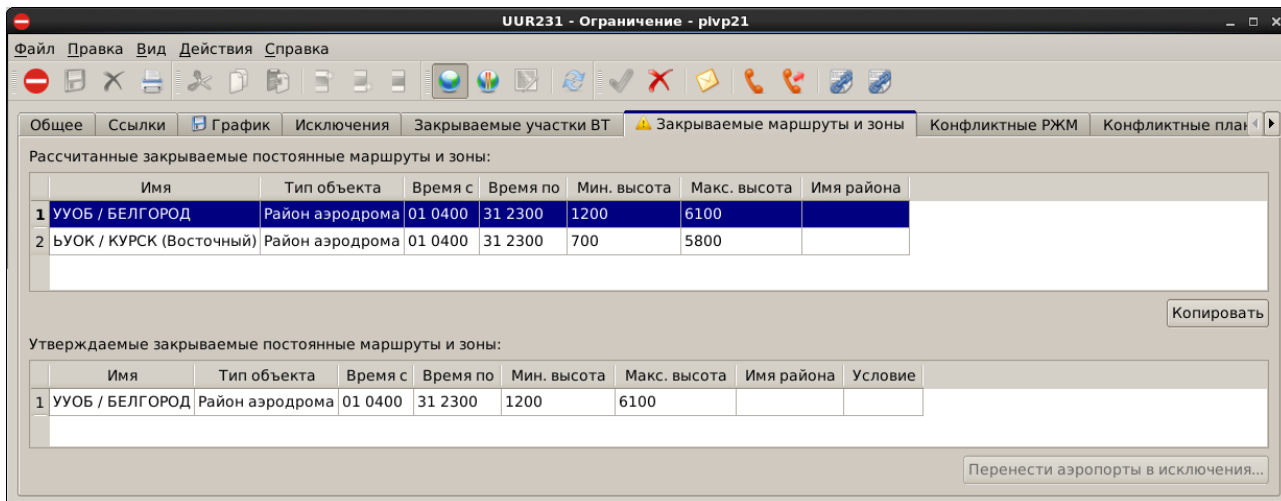 UUR231 - Ограничение - pivp21
Файл Правка Вид Действия Справка
Общее Ссылки График Исключения Закрываемые участки ВТ Закрываемые маршруты и зоны Конфликтные РЖМ Конфликтные план
Рассчитанные закрываемые постоянные маршруты и зоны:
Имя Тип объекта Время с Время по Мин. высота Макс. высота Имя района
1 УУОБ / БЕЛГОРОД Район аэродрома 01 0400 31 2300 1200 6100
2 ЬУОК / КУРСК (Восточный) Район аэродрома 01 0400 31 2300 700 5800
Копировать
Утверждаемые закрываемые постоянные маршруты и зоны:
Имя Тип объекта Время с Время по Мин. высота Макс. высота Имя района Условие
1 УУОБ / БЕЛГОРОД Район аэродрома 01 0400 31 2300 1200 6100
Перенести аэропорты в исключения...